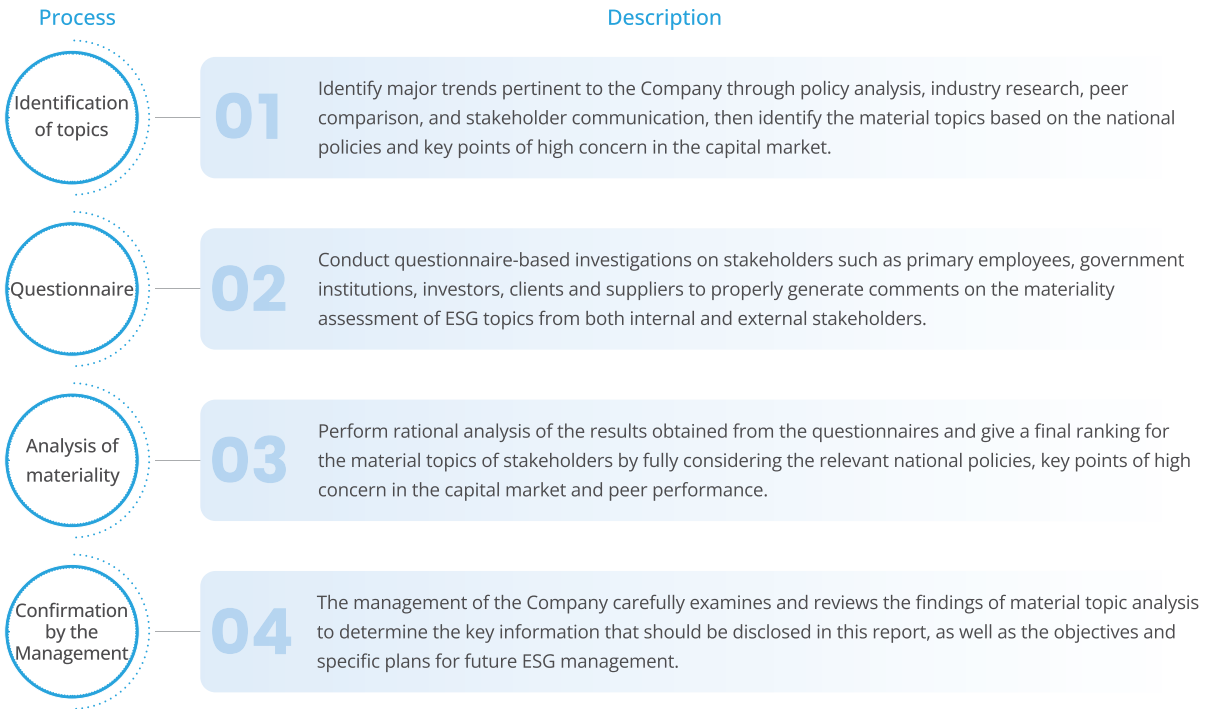 Process
Description
Identification
of topics
01
Identify major trends pertinent to the Company through policy analysis, industry research, peer
comparison, and stakeholder communication, then identify the material topics based on the national
policies and key points of high concern in the capital market.
Questionnaire
02
Conduct questionnaire-based investigations on stakeholders such as primary employees, government
institutions, investors, clients and suppliers to properly generate comments on the materiality
assessment of ESG topics from both internal and external stakeholders.
Analysis of
materiality
03
Perform rational analysis of the results obtained from the questionnaires and give a final ranking for
the material topics of stakeholders by fully considering the relevant national policies, key points of high
concern in the capital market and peer performance.
Confirmation
by the
Management
04
The management of the Company carefully examines and reviews the findings of material topic analysis
to determine the key information that should be disclosed in this report, as well as the objectives and
specific plans for future ESG management.